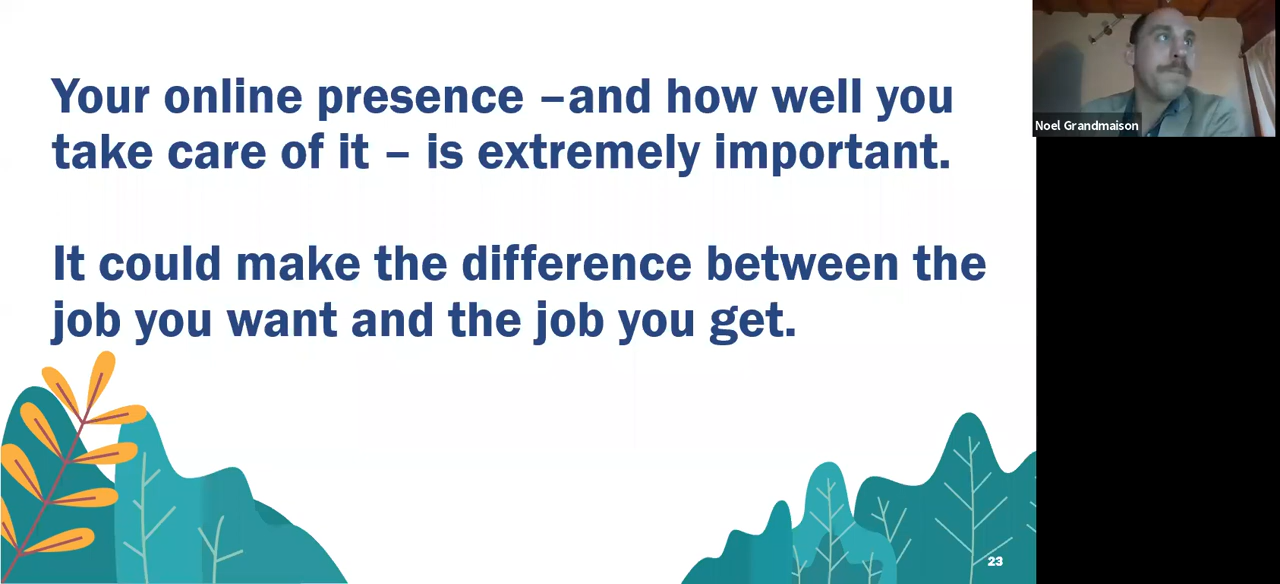 Your online presence –and how well you
take care of it – is extremely important.
It could make the difference between the
job you want and the job you get.
23
Noel Grandmaison